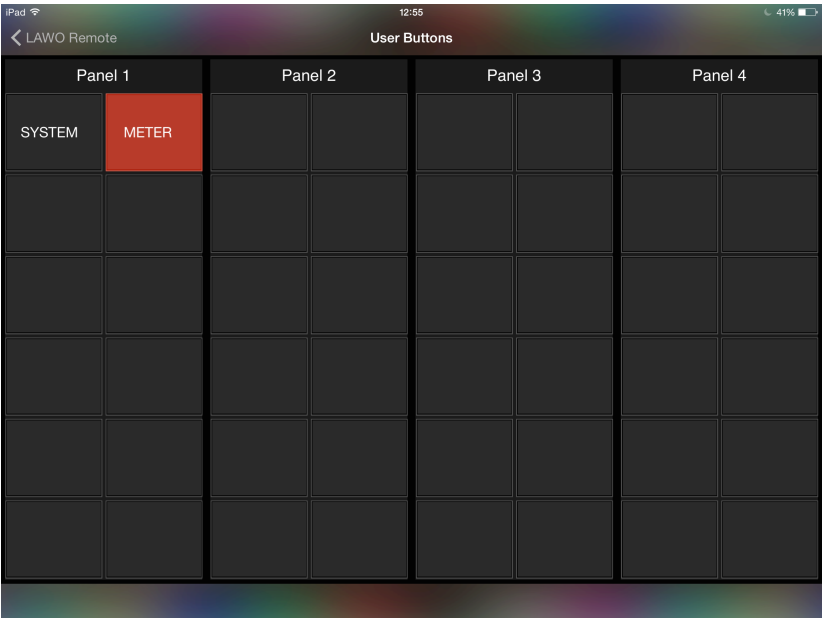 iPad 12:55 41%
LAWO Remote User Buttons
Panel 1 Panel 2 Panel 3 Panel 4
SYSTEM METER